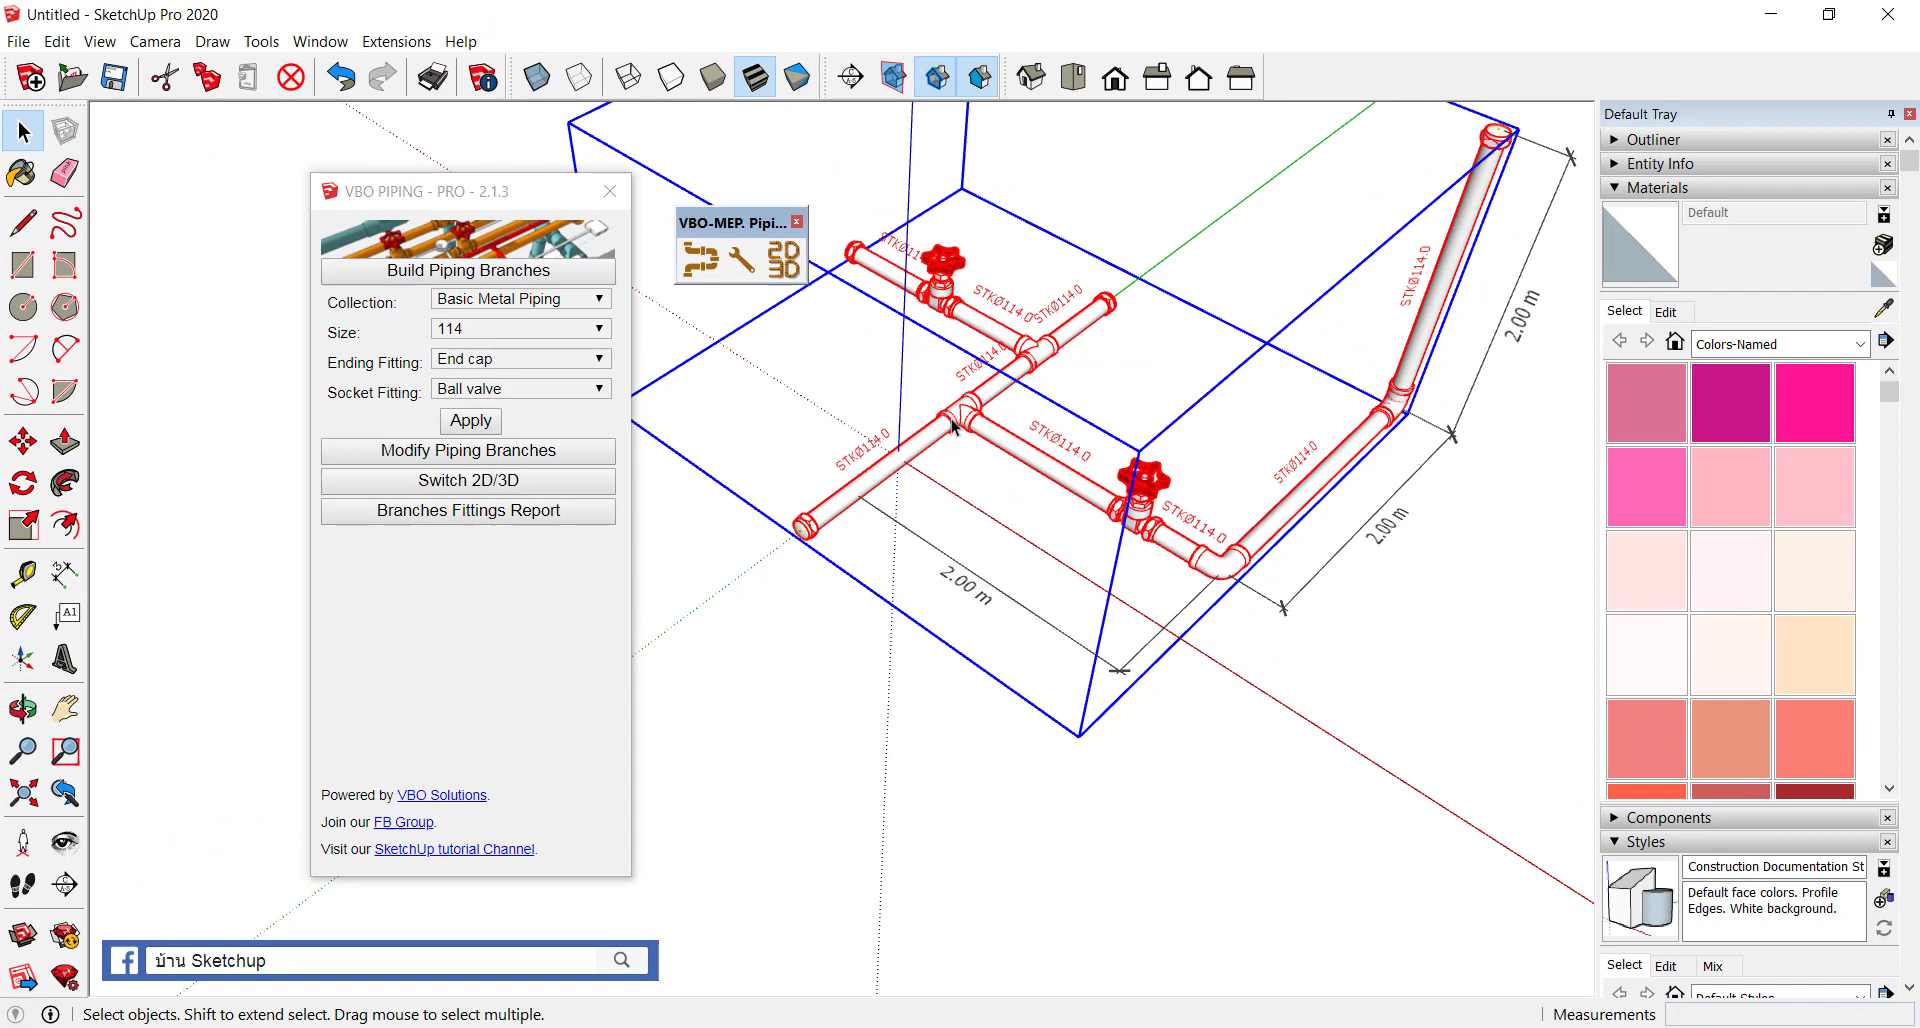 Untitled - SketchUp Pro 2020
File Edit View Camera Draw Tools Window Extensions Help
VBO PIPING - PRO - 2.1.3
Build Piping Branches
Collection: Basic Metal Piping
Size: 114
Ending Fitting: End cap
Socket Fitting: Ball valve
Apply
Modify Piping Branches
Switch 2D/3D
Branches Fittings Report
Powered by VBO Solutions.
Join our FB Group.
Visit our SketchUp tutorial Channel.
VBO-MEP. Pipi...
2D
3D
STKØ114.0
STKØ114.0
STKØ114.0
STKØ114.0
STKØ114.0
STKØ114.0
STKØ114.0
2.00 m
2.00 m
2.00 m
A1
บ้าน Sketchup
Default Tray
Outliner
Entity Info
Materials
Default
Select Edit
Colors-Named
Components
Styles
Construction Documentation St
Default face colors. Profile
Edges. White background.
Select Edit Mix
Select objects. Shift to extend select. Drag mouse to select multiple.
Measurements